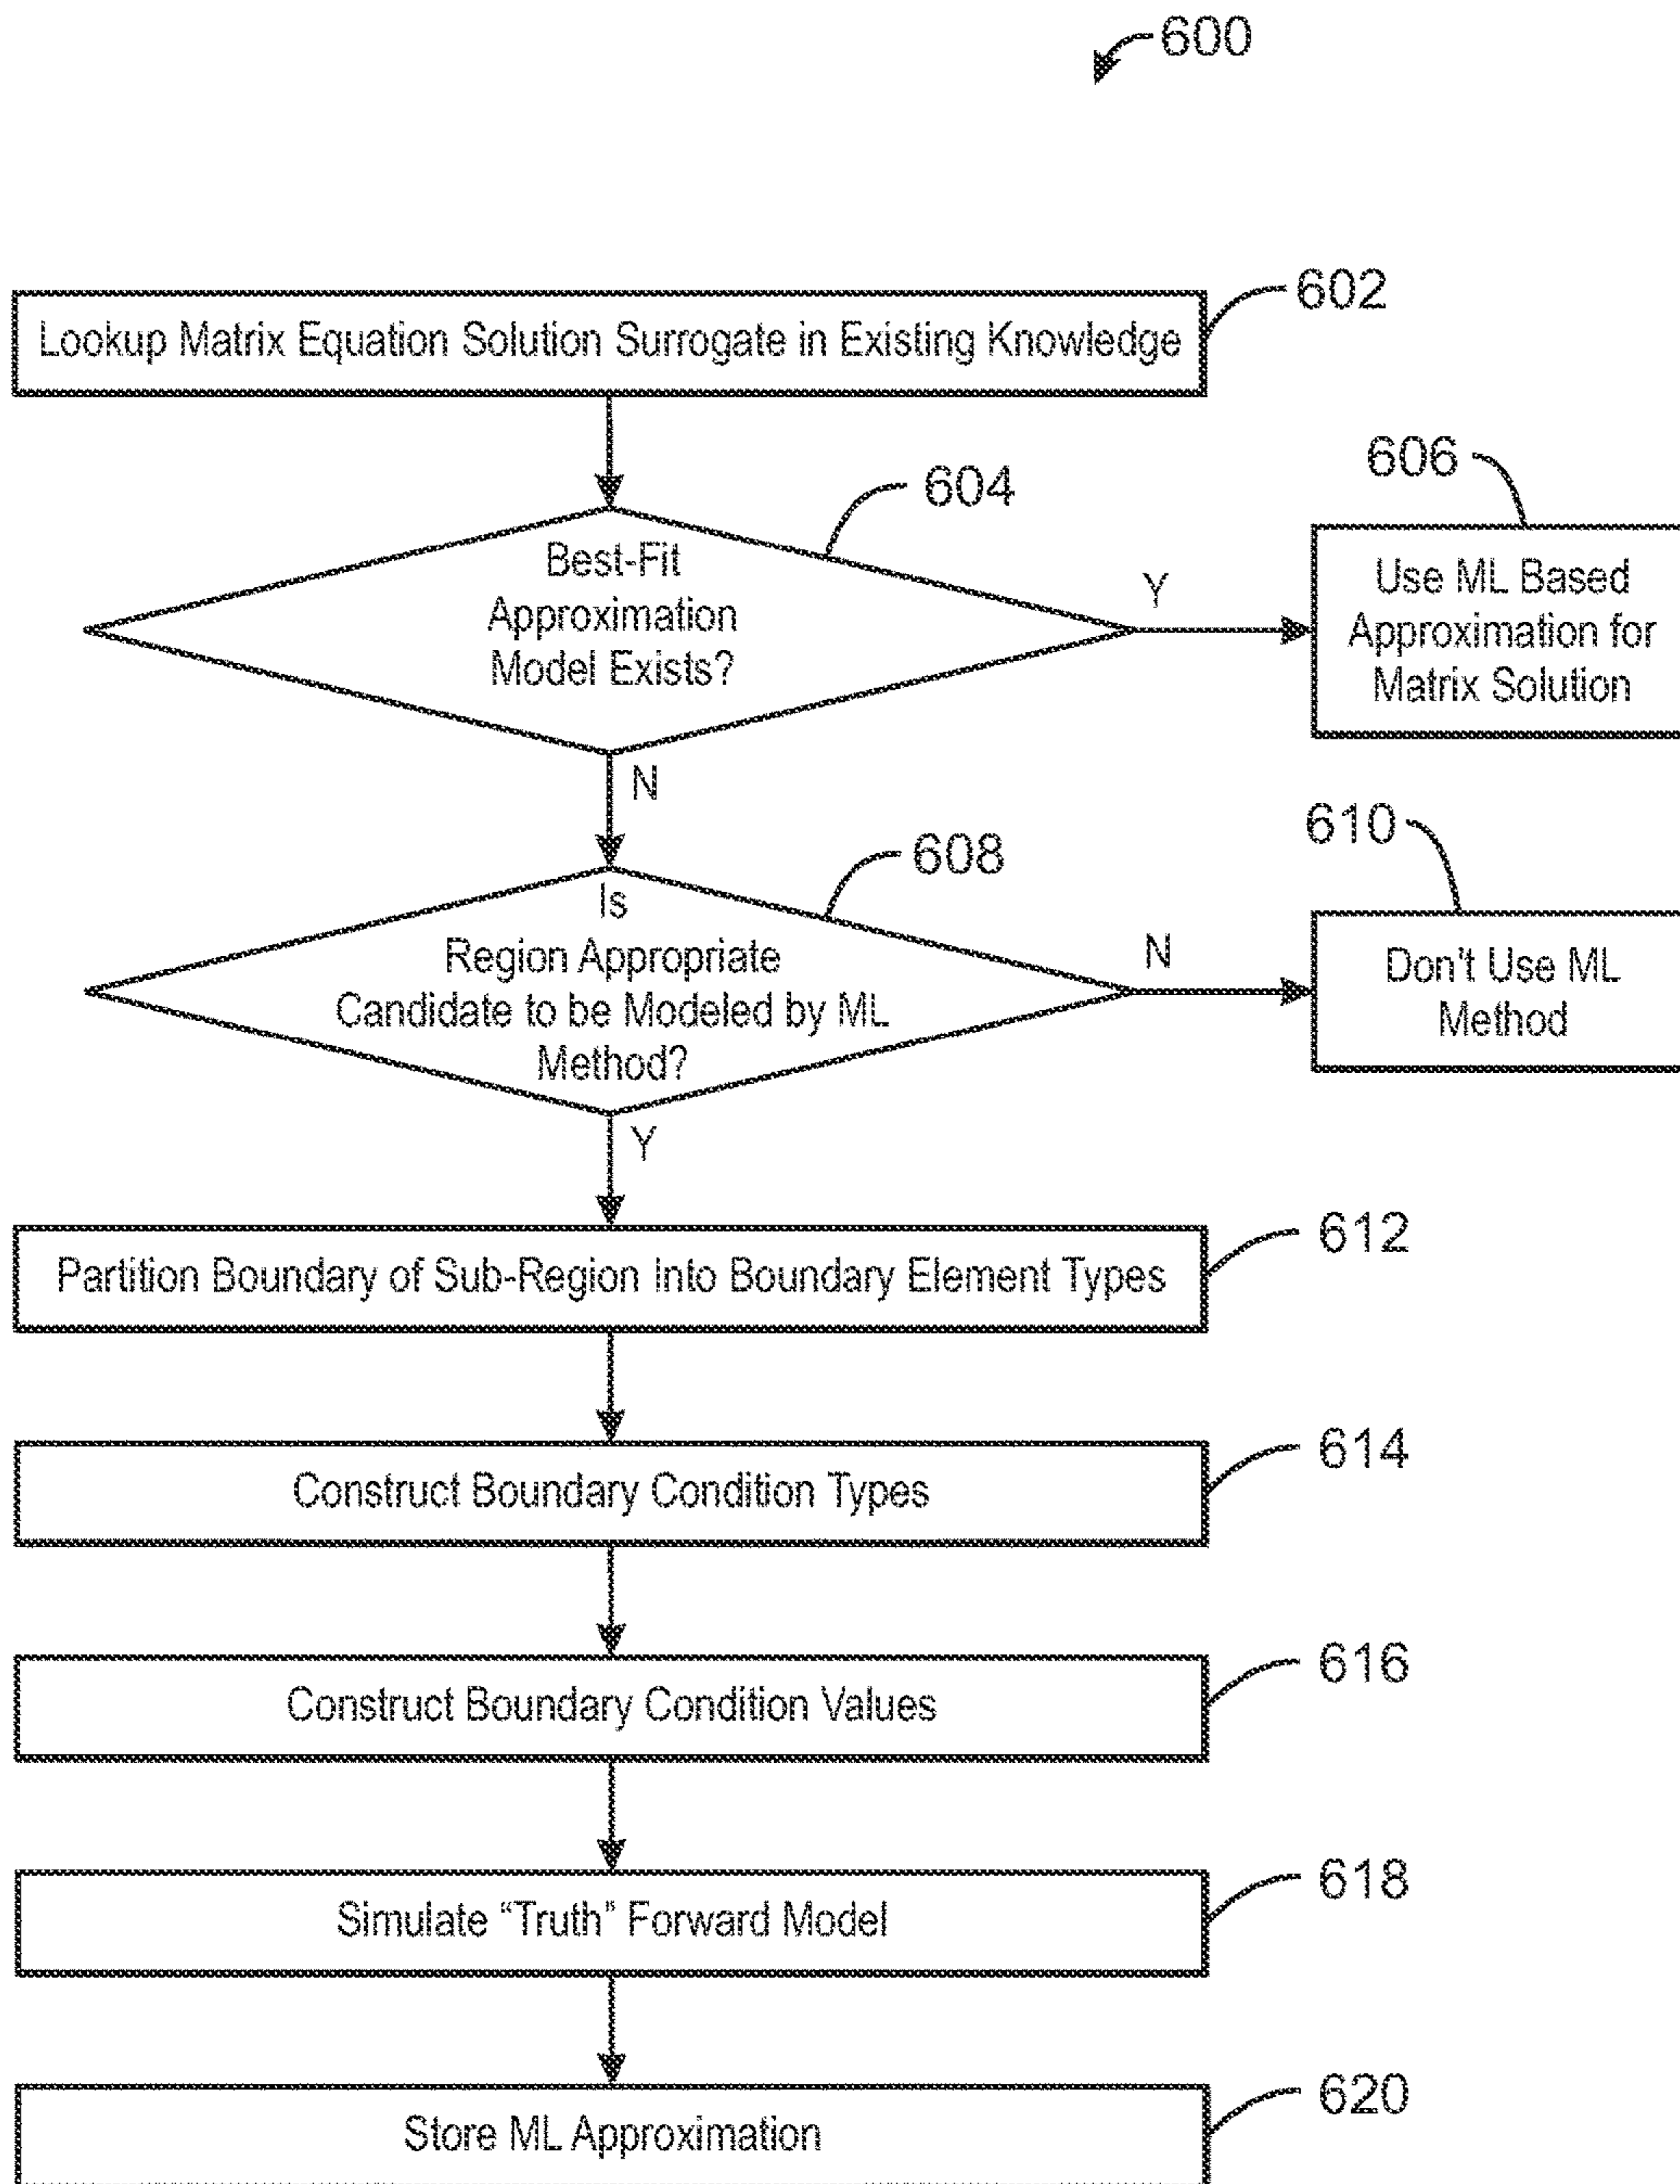 600
602
Lookup Matrix Equation Solution Surrogate in Existing Knowledge
604
606
Best-Fit
Approximation
Model Exists?
Y
Use ML Based
Approximation for
Matrix Solution
N
608
610
Is
Region Appropriate
Candidate to be Modeled by ML
Method?
N
Don't Use ML
Method
Y
612
Partition Boundary of Sub-Region Into Boundary Element Types
614
Construct Boundary Condition Types
616
Construct Boundary Condition Values
618
Simulate “Truth” Forward Model
620
Store ML Approximation